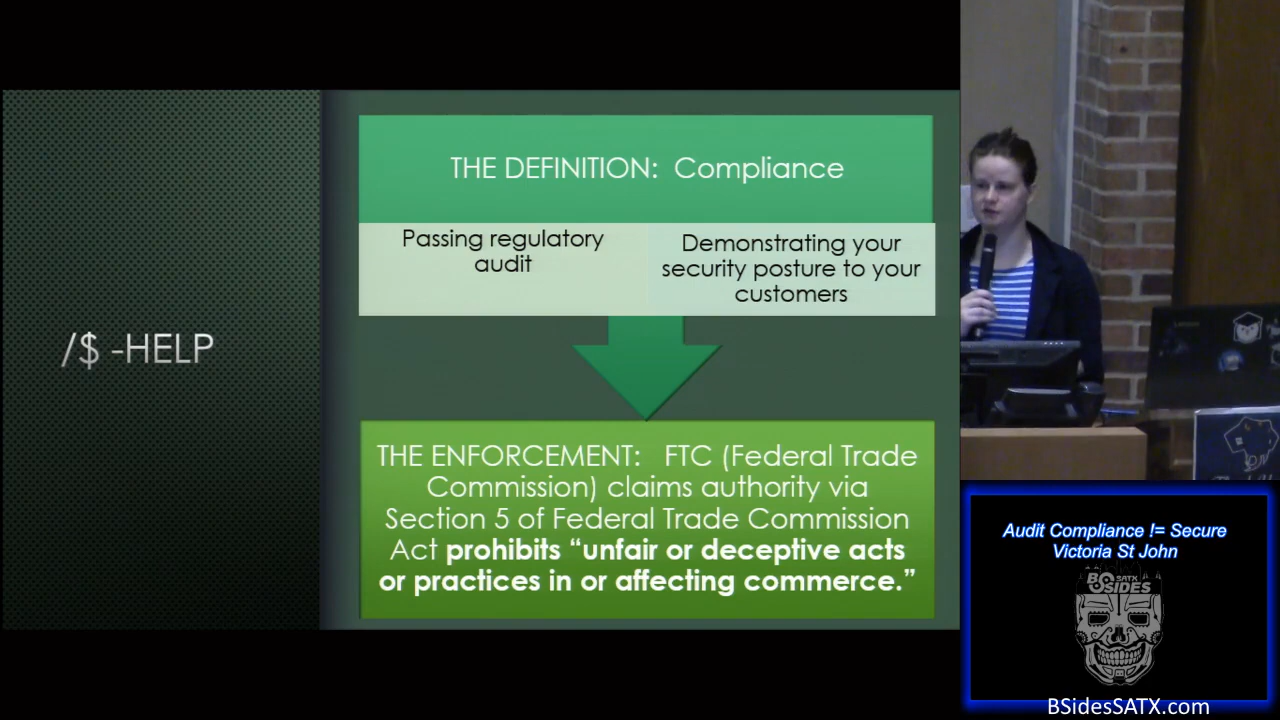 /$ -HELP
THE DEFINITION:  Compliance
Passing regulatory
audit
Demonstrating your
security posture to your
customers
THE ENFORCEMENT:   FTC (Federal Trade
Commission) claims authority via
Section 5 of Federal Trade Commission
Act prohibits “unfair or deceptive acts
or practices in or affecting commerce.”
Audit Compliance != Secure
Victoria St John
BSIDES
SATX
BSidesSATX.com